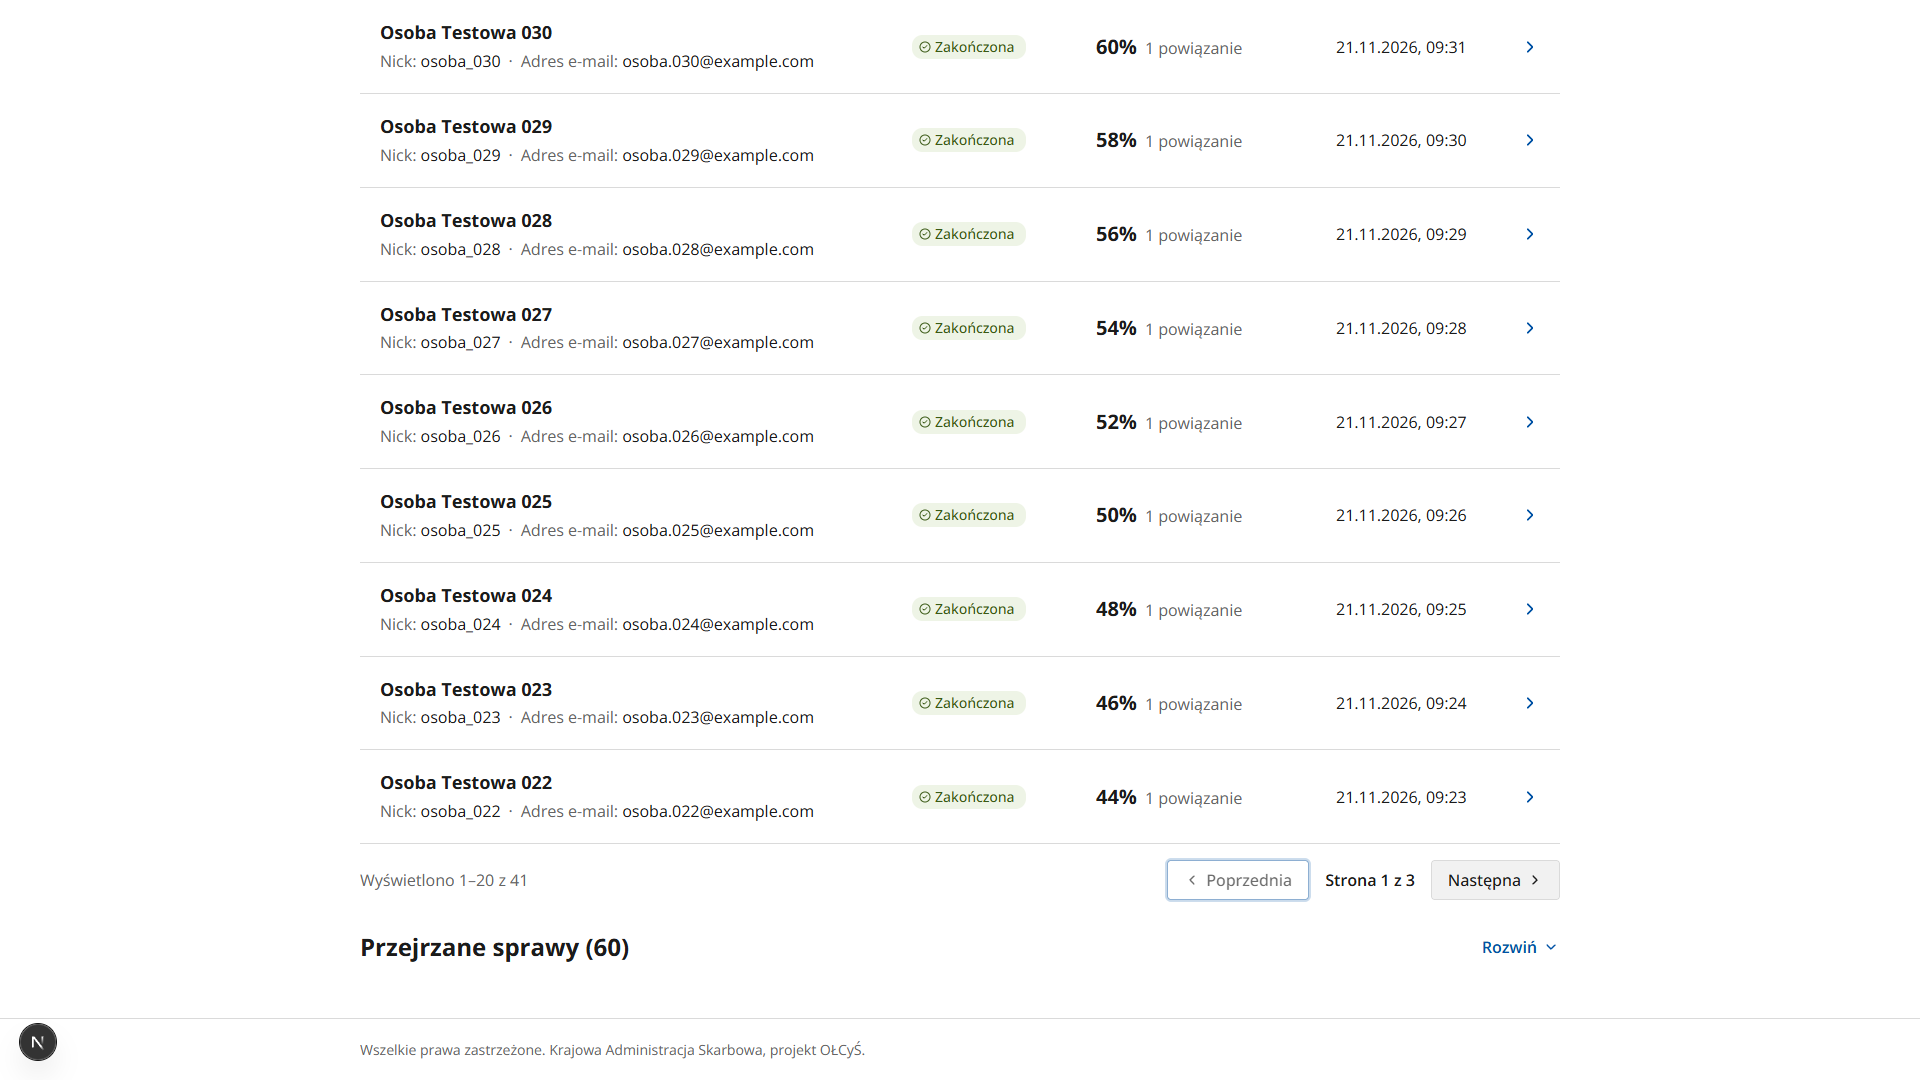 Osoba Testowa 030
Nick: osoba_030 · Adres e-mail: osoba.030@example.com
Zakończona
60% 1 powiązanie
21.11.2026, 09:31
Osoba Testowa 029
Nick: osoba_029 · Adres e-mail: osoba.029@example.com
Zakończona
58% 1 powiązanie
21.11.2026, 09:30
Osoba Testowa 028
Nick: osoba_028 · Adres e-mail: osoba.028@example.com
Zakończona
56% 1 powiązanie
21.11.2026, 09:29
Osoba Testowa 027
Nick: osoba_027 · Adres e-mail: osoba.027@example.com
Zakończona
54% 1 powiązanie
21.11.2026, 09:28
Osoba Testowa 026
Nick: osoba_026 · Adres e-mail: osoba.026@example.com
Zakończona
52% 1 powiązanie
21.11.2026, 09:27
Osoba Testowa 025
Nick: osoba_025 · Adres e-mail: osoba.025@example.com
Zakończona
50% 1 powiązanie
21.11.2026, 09:26
Osoba Testowa 024
Nick: osoba_024 · Adres e-mail: osoba.024@example.com
Zakończona
48% 1 powiązanie
21.11.2026, 09:25
Osoba Testowa 023
Nick: osoba_023 · Adres e-mail: osoba.023@example.com
Zakończona
46% 1 powiązanie
21.11.2026, 09:24
Osoba Testowa 022
Nick: osoba_022 · Adres e-mail: osoba.022@example.com
Zakończona
44% 1 powiązanie
21.11.2026, 09:23
Wyświetlono 1–20 z 41
Poprzednia
Strona 1 z 3
Następna
Przejrzane sprawy (60)
Rozwiń
N
Wszelkie prawa zastrzeżone. Krajowa Administracja Skarbowa, projekt OŁCyŚ.